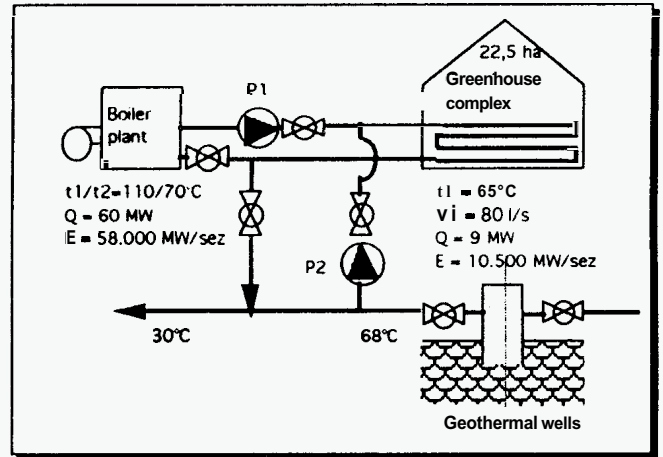 22,5 ha
Greenhouse
complex
P1
Boiler
plant
t1/t2=110/70°C
Q = 60 MW
E = 58.000 MW/sez
t1 = 65°C
vi = 80 l/s
Q = 9 MW
E = 10.500 MW/sez
P2
30°C
68°C
Geothermal wells